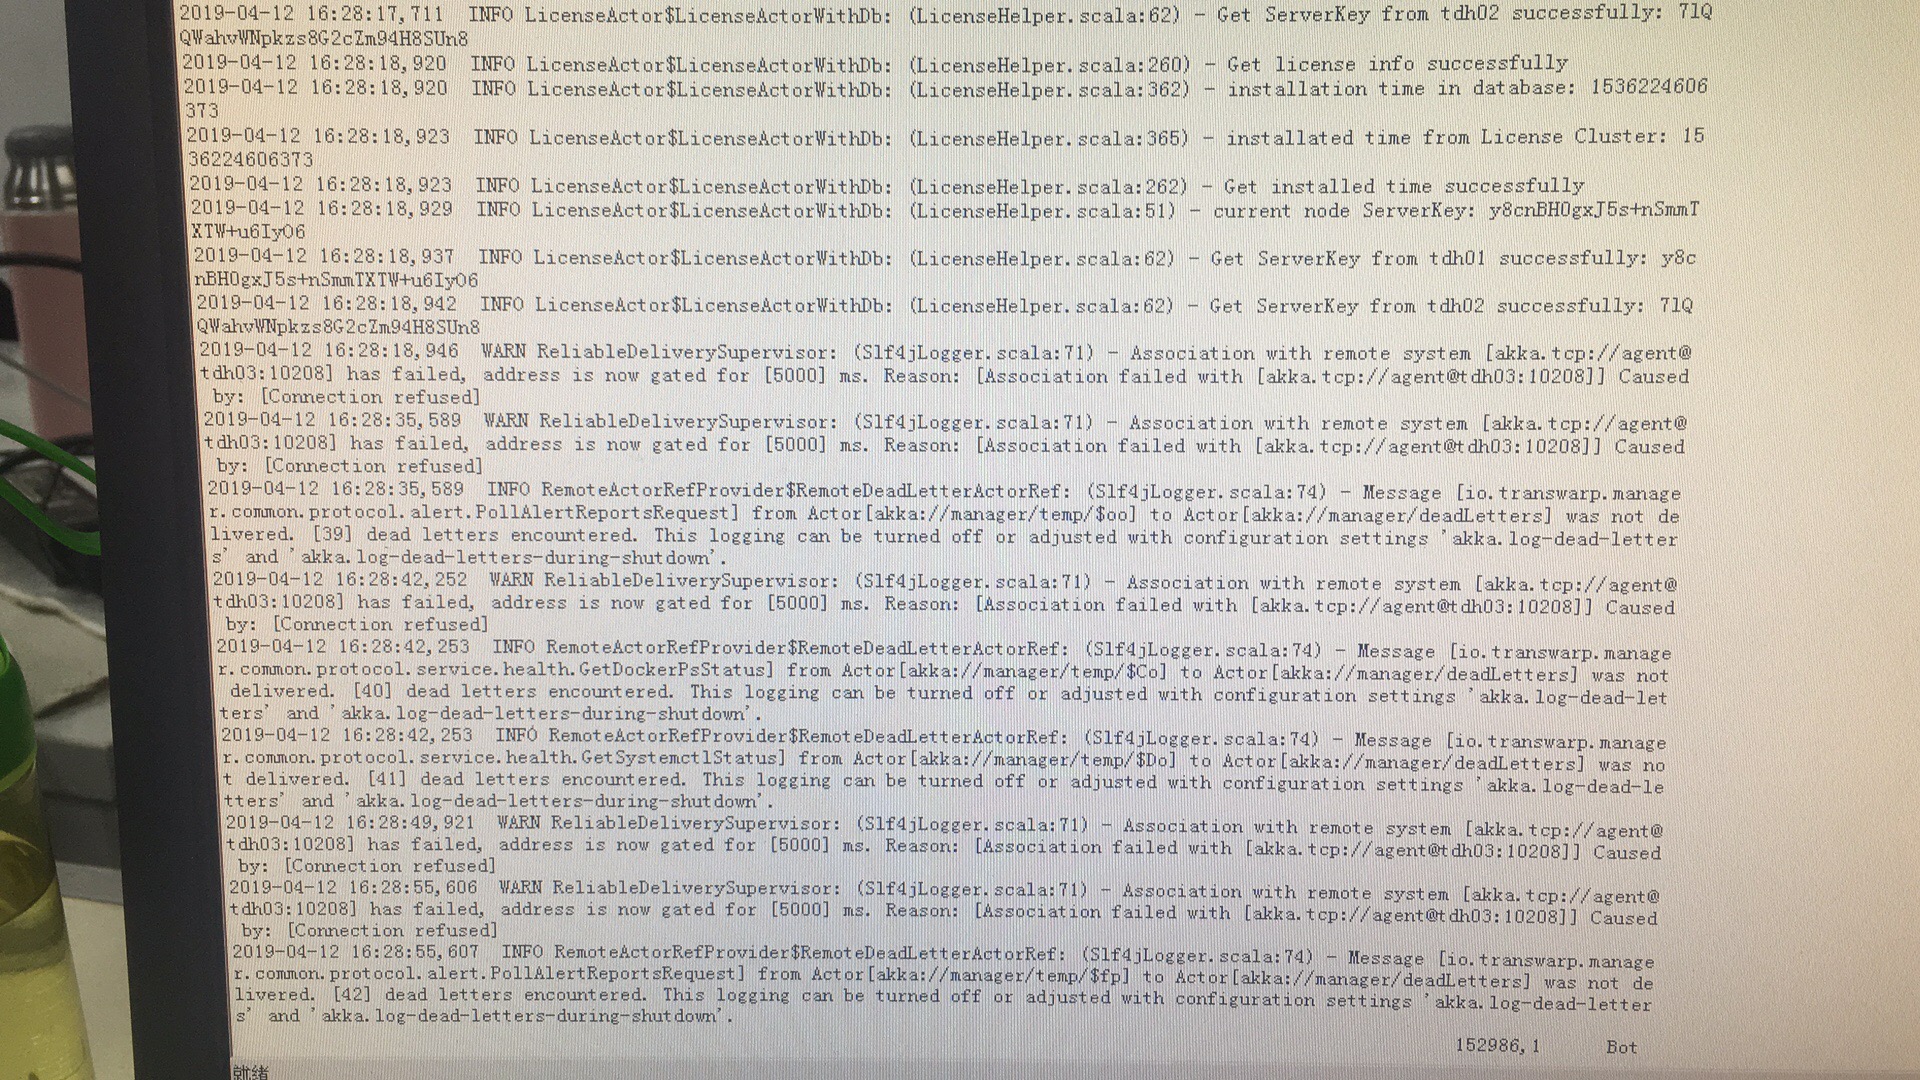 2019-04-12 16:28:17,711  INFO LicenseActor$LicenseActorWithDb: (LicenseHelper.scala:62) - Get ServerKey from tdh02 successfully: 7lQ
QWahvWNpkzs8G2cZm94H8SUn8
2019-04-12 16:28:18,920  INFO LicenseActor$LicenseActorWithDb: (LicenseHelper.scala:260) - Get license info successfully
2019-04-12 16:28:18,920  INFO LicenseActor$LicenseActorWithDb: (LicenseHelper.scala:362) - installation time in database: 1536224606
373
2019-04-12 16:28:18,923  INFO LicenseActor$LicenseActorWithDb: (LicenseHelper.scala:365) - installated time from License Cluster: 15
36224606373
2019-04-12 16:28:18,923  INFO LicenseActor$LicenseActorWithDb: (LicenseHelper.scala:262) - Get installed time successfully
2019-04-12 16:28:18,929  INFO LicenseActor$LicenseActorWithDb: (LicenseHelper.scala:51) - current node ServerKey: y8cnBHOgxJ5s+nSmmT
XTW+u6IyO6
2019-04-12 16:28:18,937  INFO LicenseActor$LicenseActorWithDb: (LicenseHelper.scala:62) - Get ServerKey from tdh01 successfully: y8c
nBHOgxJ5s+nSmmTXTW+u6IyO6
2019-04-12 16:28:18,942  INFO LicenseActor$LicenseActorWithDb: (LicenseHelper.scala:62) - Get ServerKey from tdh02 successfully: 7lQ
QWahvWNpkzs8G2cZm94H8SUn8
2019-04-12 16:28:18,946  WARN ReliableDeliverySupervisor: (Slf4jLogger.scala:71) - Association with remote system [akka.tcp://agent@
tdh03:10208] has failed, address is now gated for [5000] ms. Reason: [Association failed with [akka.tcp://agent@tdh03:10208]] Caused
 by: [Connection refused]
2019-04-12 16:28:35,589  WARN ReliableDeliverySupervisor: (Slf4jLogger.scala:71) - Association with remote system [akka.tcp://agent@
tdh03:10208] has failed, address is now gated for [5000] ms. Reason: [Association failed with [akka.tcp://agent@tdh03:10208]] Caused
 by: [Connection refused]
2019-04-12 16:28:35,589  INFO RemoteActorRefProvider$RemoteDeadLetterActorRef: (Slf4jLogger.scala:74) - Message [io.transwarp.manage
r.common.protocol.alert.PollAlertReportsRequest] from Actor[akka://manager/temp/$oo] to Actor[akka://manager/deadLetters] was not de
livered. [39] dead letters encountered. This logging can be turned off or adjusted with configuration settings 'akka.log-dead-letter
s' and 'akka.log-dead-letters-during-shutdown'.
2019-04-12 16:28:42,252  WARN ReliableDeliverySupervisor: (Slf4jLogger.scala:71) - Association with remote system [akka.tcp://agent@
tdh03:10208] has failed, address is now gated for [5000] ms. Reason: [Association failed with [akka.tcp://agent@tdh03:10208]] Caused
 by: [Connection refused]
2019-04-12 16:28:42,253  INFO RemoteActorRefProvider$RemoteDeadLetterActorRef: (Slf4jLogger.scala:74) - Message [io.transwarp.manage
r.common.protocol.service.health.GetDockerPsStatus] from Actor[akka://manager/temp/$Co] to Actor[akka://manager/deadLetters] was not
 delivered. [40] dead letters encountered. This logging can be turned off or adjusted with configuration settings 'akka.log-dead-let
ters' and 'akka.log-dead-letters-during-shutdown'.
2019-04-12 16:28:42,253  INFO RemoteActorRefProvider$RemoteDeadLetterActorRef: (Slf4jLogger.scala:74) - Message [io.transwarp.manage
r.common.protocol.service.health.GetSystemctlStatus] from Actor[akka://manager/temp/$Do] to Actor[akka://manager/deadLetters] was no
t delivered. [41] dead letters encountered. This logging can be turned off or adjusted with configuration settings 'akka.log-dead-le
tters' and 'akka.log-dead-letters-during-shutdown'.
2019-04-12 16:28:49,921  WARN ReliableDeliverySupervisor: (Slf4jLogger.scala:71) - Association with remote system [akka.tcp://agent@
tdh03:10208] has failed, address is now gated for [5000] ms. Reason: [Association failed with [akka.tcp://agent@tdh03:10208]] Caused
 by: [Connection refused]
2019-04-12 16:28:55,606  WARN ReliableDeliverySupervisor: (Slf4jLogger.scala:71) - Association with remote system [akka.tcp://agent@
tdh03:10208] has failed, address is now gated for [5000] ms. Reason: [Association failed with [akka.tcp://agent@tdh03:10208]] Caused
 by: [Connection refused]
2019-04-12 16:28:55,607  INFO RemoteActorRefProvider$RemoteDeadLetterActorRef: (Slf4jLogger.scala:74) - Message [io.transwarp.manage
r.common.protocol.alert.PollAlertReportsRequest] from Actor[akka://manager/temp/$fp] to Actor[akka://manager/deadLetters] was not de
livered. [42] dead letters encountered. This logging can be turned off or adjusted with configuration settings 'akka.log-dead-letter
s' and 'akka.log-dead-letters-during-shutdown'.
152986,1      Bot
就绪